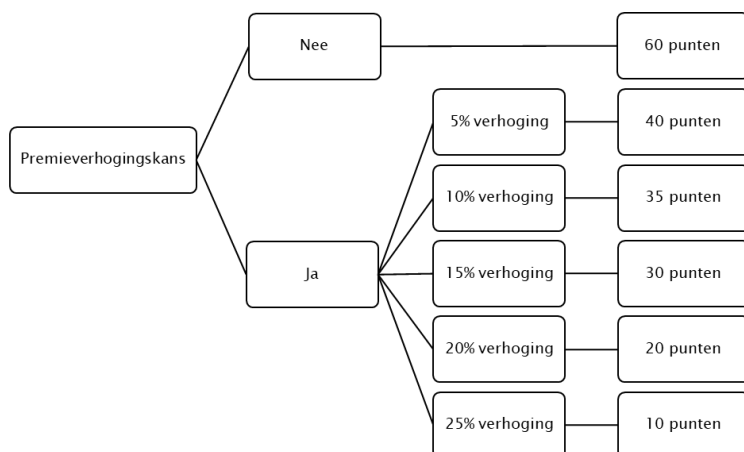 Nee
60 punten
5% verhoging
40 punten
Premieverhogingskans
10% verhoging
35 punten
Ja
15% verhoging
30 punten
20% verhoging
20 punten
25% verhoging
10 punten